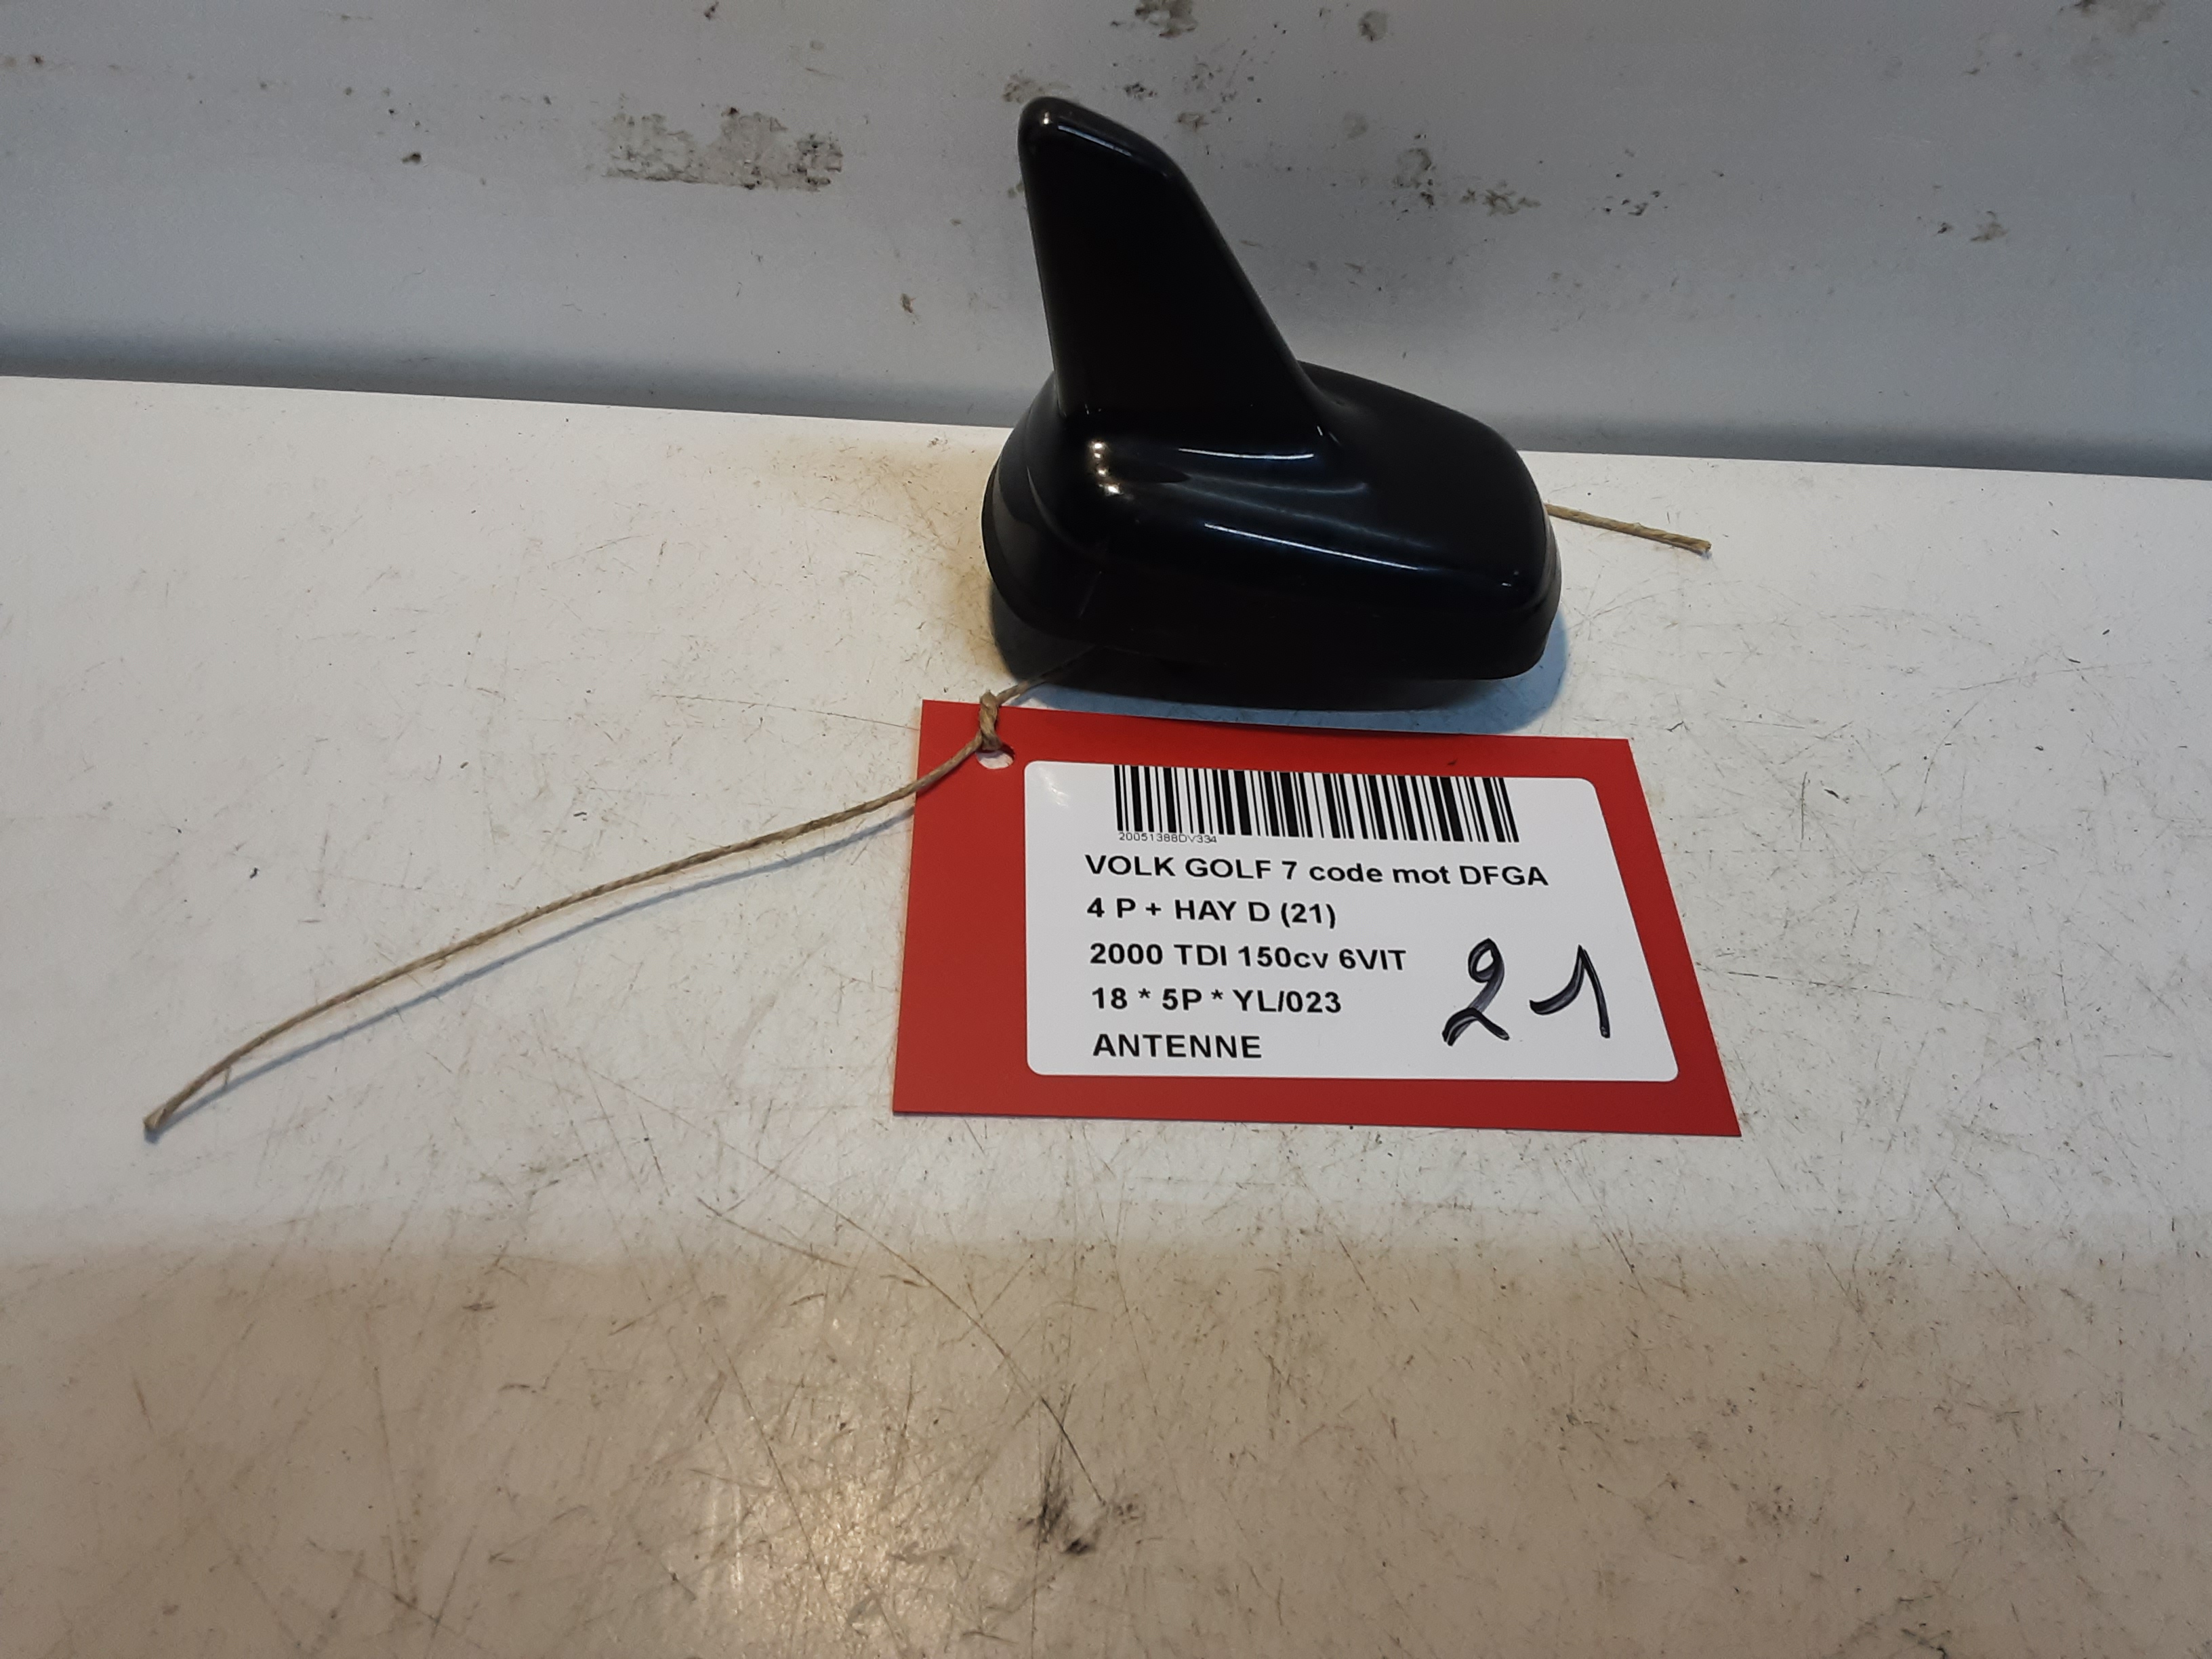 20051388DV334
VOLK GOLF 7 code mot DFGA
4 P + HAY D (21)
2000 TDI 150cv 6VIT
18 * 5P * YL/023
ANTENNE
21